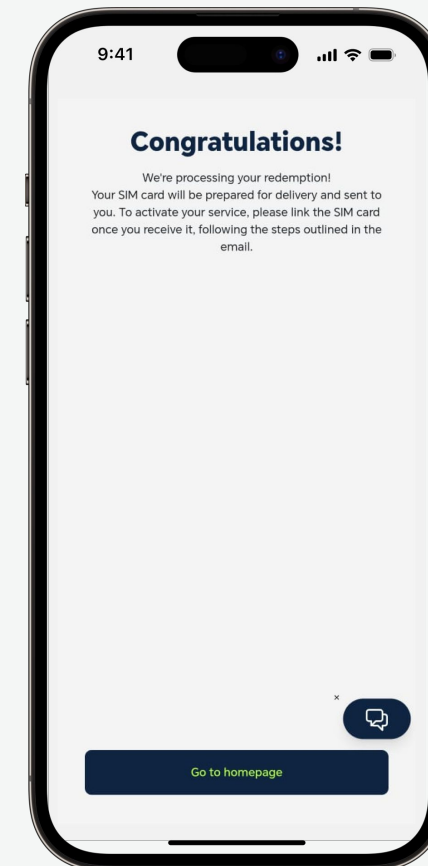 9:41
Congratulations!
We're processing your redemption!
Your SIM card will be prepared for delivery and sent to
you. To activate your service, please link the SIM card
once you receive it, following the steps outlined in the
email.
×
Go to homepage